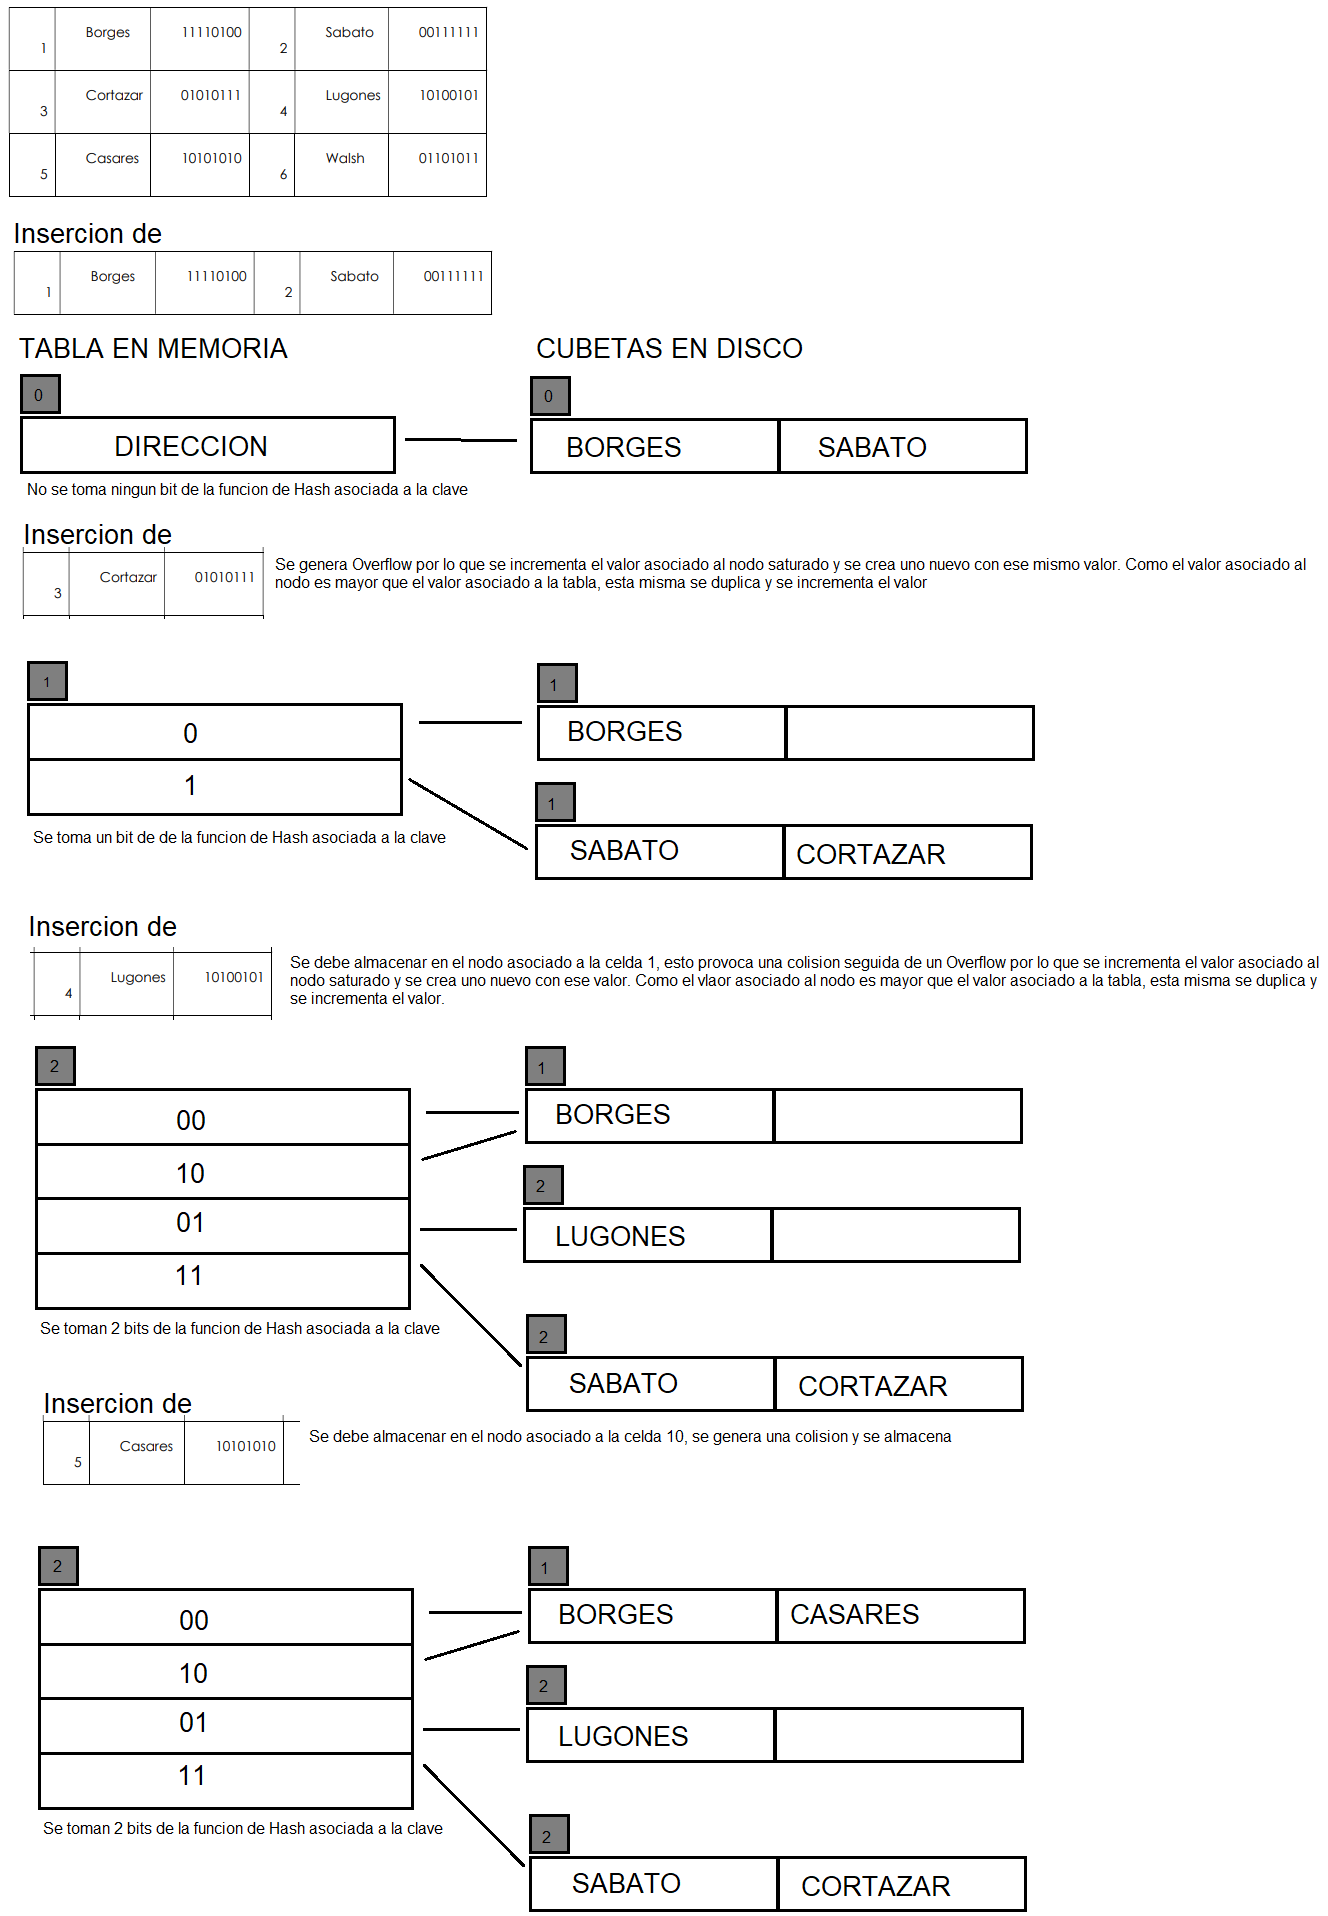 1 Borges 11110100 2 Sabato 00111111
3 Cortazar 01010111 4 Lugones 10100101
5 Casares 10101010 6 Walsh 01101011
Insercion de
1 Borges 11110100 2 Sabato 00111111
TABLA EN MEMORIA CUBETAS EN DISCO
0 0
DIRECCION BORGES SABATO
No se toma ningun bit de la funcion de Hash asociada a la clave
Insercion de
3 Cortazar 01010111
Se genera Overflow por lo que se incrementa el valor asociado al nodo saturado y se crea uno nuevo con ese mismo valor. Como el valor asociado al
nodo es mayor que el valor asociado a la tabla, esta misma se duplica y se incrementa el valor
1 1
0 BORGES
1
1
SABATO CORTAZAR
Se toma un bit de de la funcion de Hash asociada a la clave
Insercion de
4 Lugones 10100101
Se debe almacenar en el nodo asociado a la celda 1, esto provoca una colision seguida de un Overflow por lo que se incrementa el valor asociado al
nodo saturado y se crea uno nuevo con ese valor. Como el vlaor asociado al nodo es mayor que el valor asociado a la tabla, esta misma se duplica y
se incrementa el valor.
2 1
00 BORGES
10
2
01 LUGONES
11
2
SABATO CORTAZAR
Se toman 2 bits de la funcion de Hash asociada a la clave
Insercion de
5 Casares 10101010
Se debe almacenar en el nodo asociado a la celda 10, se genera una colision y se almacena
2 1
00 BORGES CASARES
10
2
01 LUGONES
11
2
SABATO CORTAZAR
Se toman 2 bits de la funcion de Hash asociada a la clave